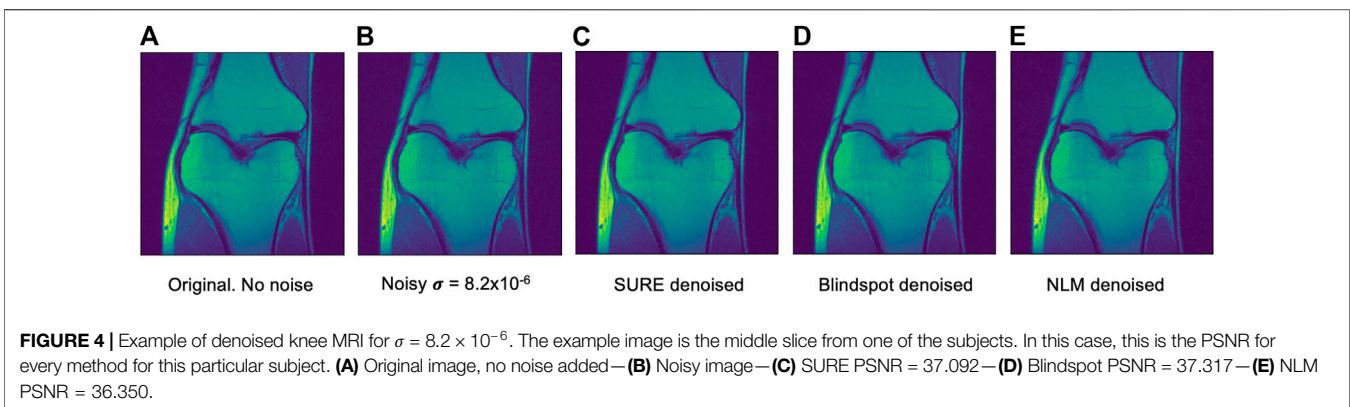 A B C D E
Original. No noise Noisy σ = 8.2x10⁻⁶ SURE denoised Blindspot denoised NLM denoised
FIGURE 4 | Example of denoised knee MRI for σ = 8.2 × 10⁻⁶. The example image is the middle slice from one of the subjects. In this case, this is the PSNR for
every method for this particular subject. (A) Original image, no noise added—(B) Noisy image—(C) SURE PSNR = 37.092—(D) Blindspot PSNR = 37.317—(E) NLM
PSNR = 36.350.